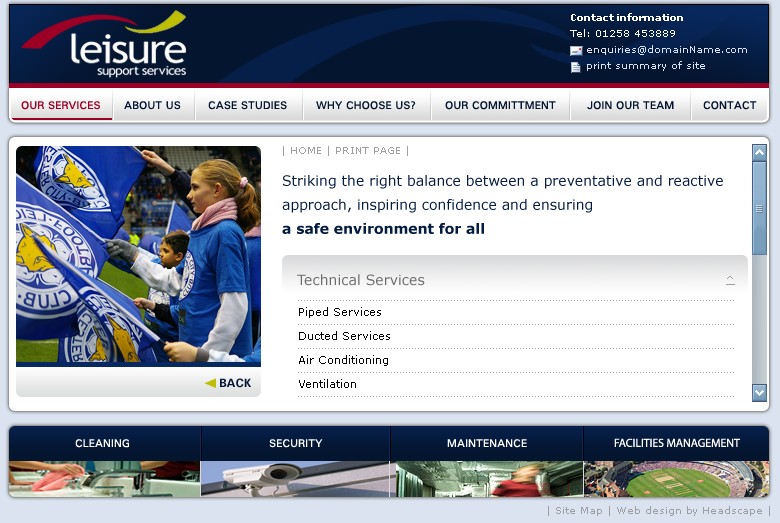 leisure
support services
Contact information
Tel: 01258 453889
enquiries@domainName.com
print summary of site
OUR SERVICES ABOUT US CASE STUDIES WHY CHOOSE US? OUR COMMITTMENT JOIN OUR TEAM CONTACT
| HOME | PRINT PAGE |
Striking the right balance between a preventative and reactive
approach, inspiring confidence and ensuring
a safe environment for all
Technical Services
Piped Services
Ducted Services
Air Conditioning
Ventilation
BACK
CLEANING SECURITY MAINTENANCE FACILITIES MANAGEMENT
| Site Map | Web design by Headscape |